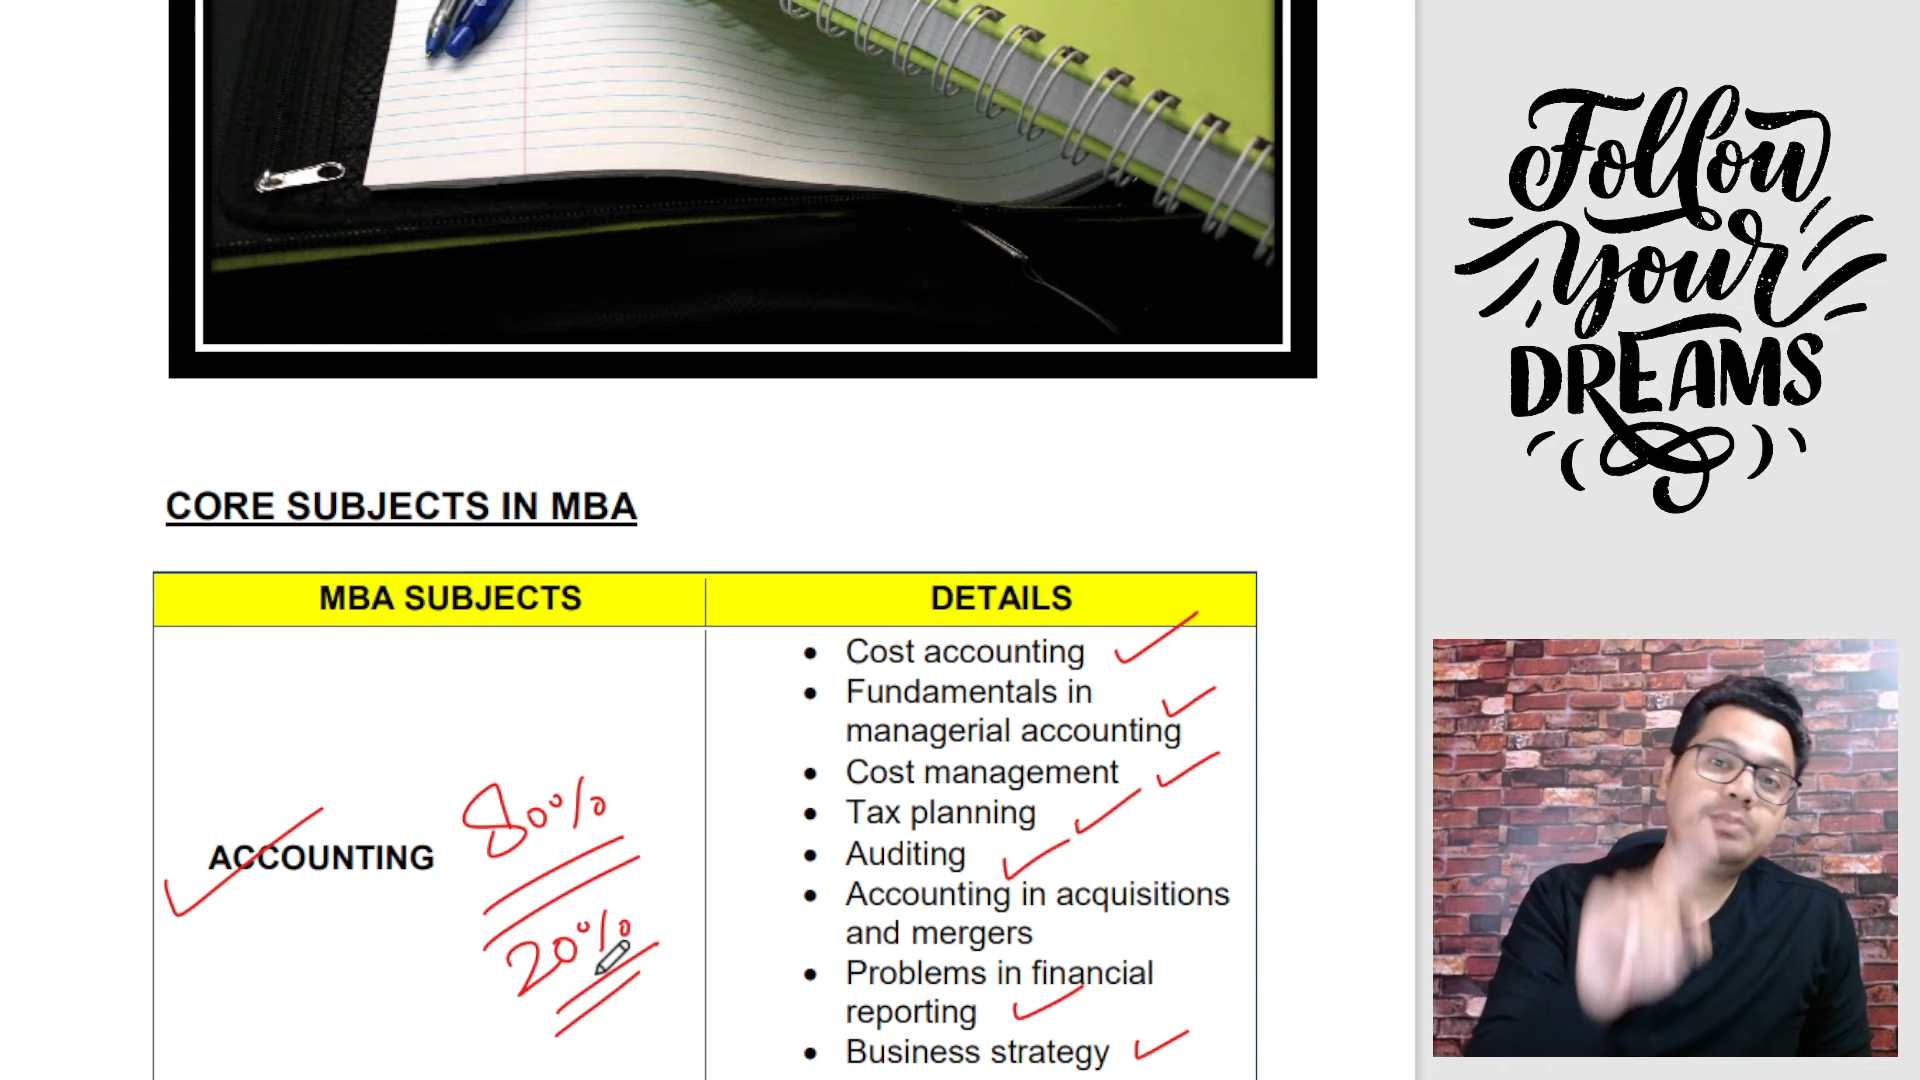 Follow
Your
DREAMS
CORE SUBJECTS IN MBA
MBA SUBJECTS
DETAILS
ACCOUNTING
80%
20%
• Cost accounting
• Fundamentals in
managerial accounting
• Cost management
• Tax planning
• Auditing
• Accounting in acquisitions
and mergers
• Problems in financial
reporting
• Business strategy